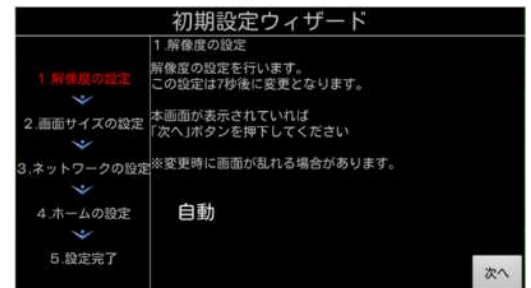 初期設定ウィザード
1.解像度の設定
2.画面サイズの設定
3.ネットワークの設定
4.ホームの設定
5.設定完了
1.解像度の設定
解像度の設定を行います。
この設定は7秒後に変更となります。
本画面が表示されていれば
「次へ」ボタンを押下してください
※変更時に画面が乱れる場合があります。
自動
次へ